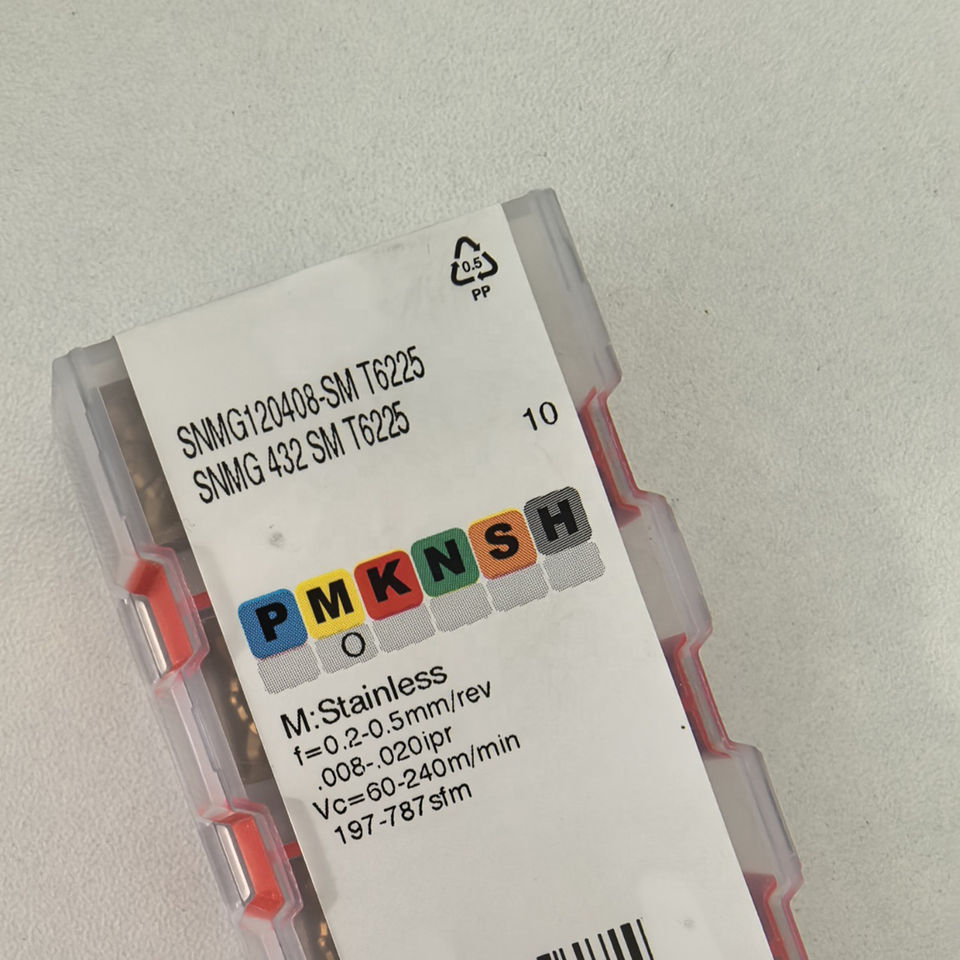 0.5
PP
SNMG120408-SM T6225
SNMG 432 SM T6225
10
P M K N S H
O
M:Stainless
f=0.2-0.5mm/rev
.008-.020ipr
Vc=60-240m/min
197-787sfm